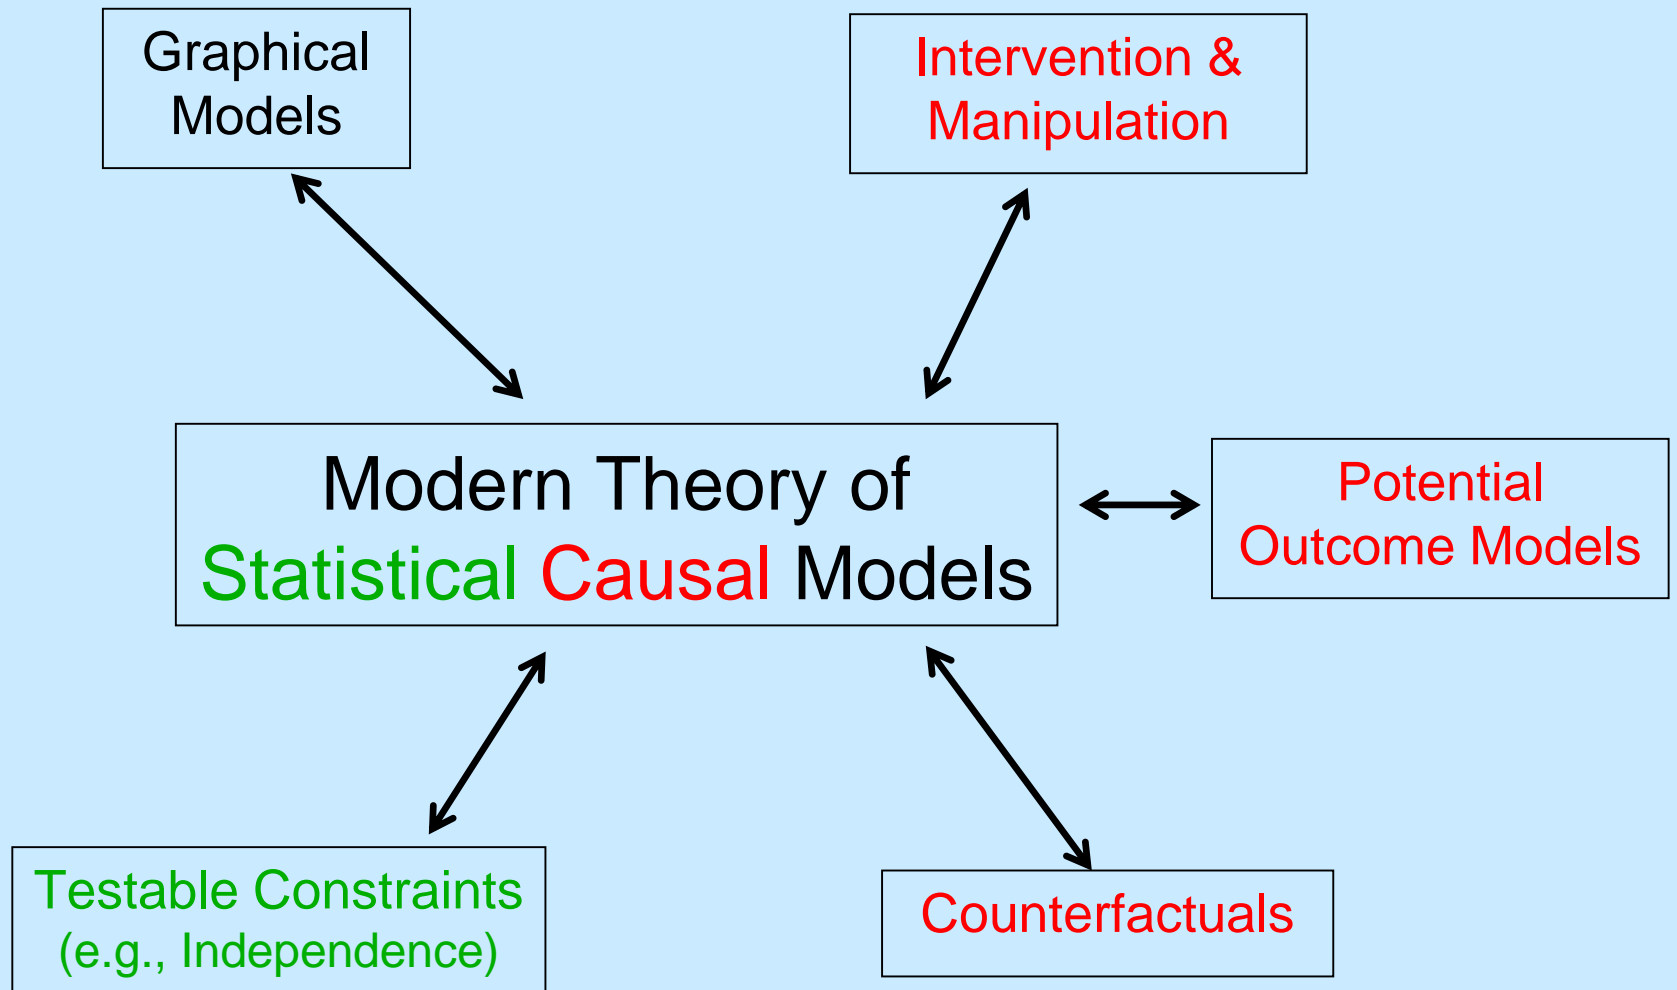 Graphical
Models
Intervention &
Manipulation
Modern Theory of
Statistical Causal Models
Potential
Outcome Models
Testable Constraints
(e.g., Independence)
Counterfactuals